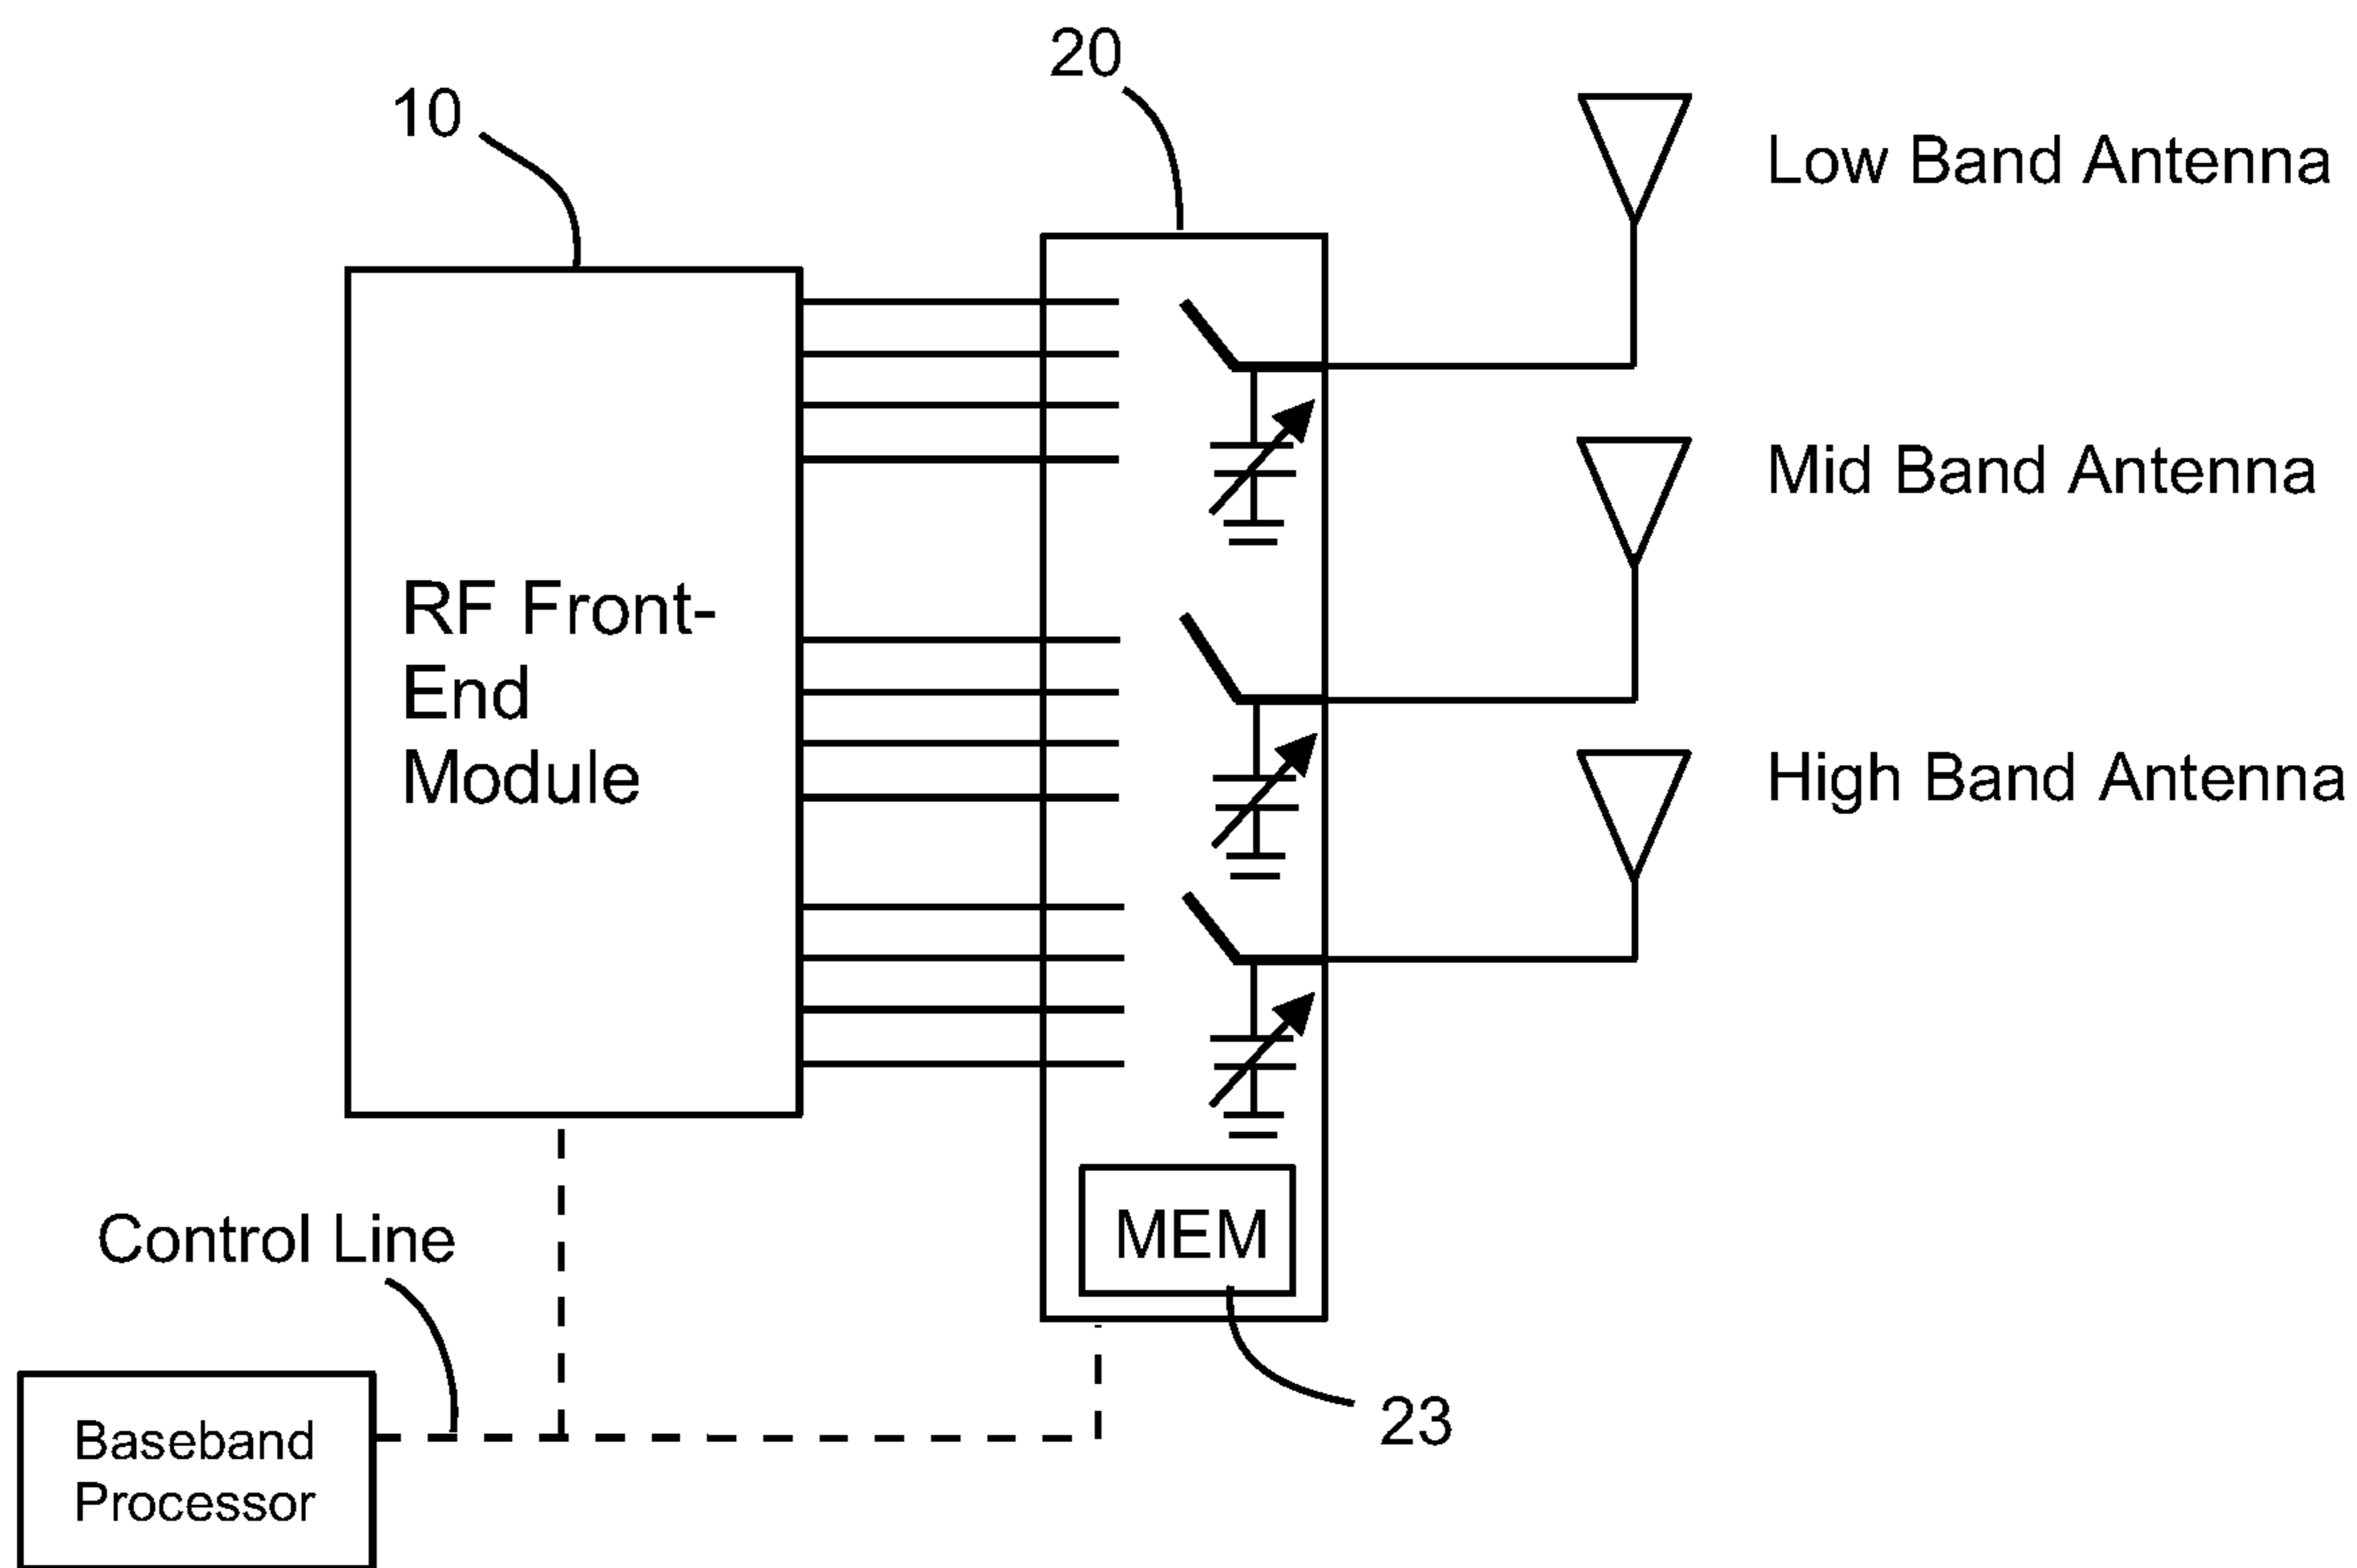 20
10
Low Band Antenna
Mid Band Antenna
RF Front-
End
Module
High Band Antenna
MEM
Control Line
23
Baseband
Processor